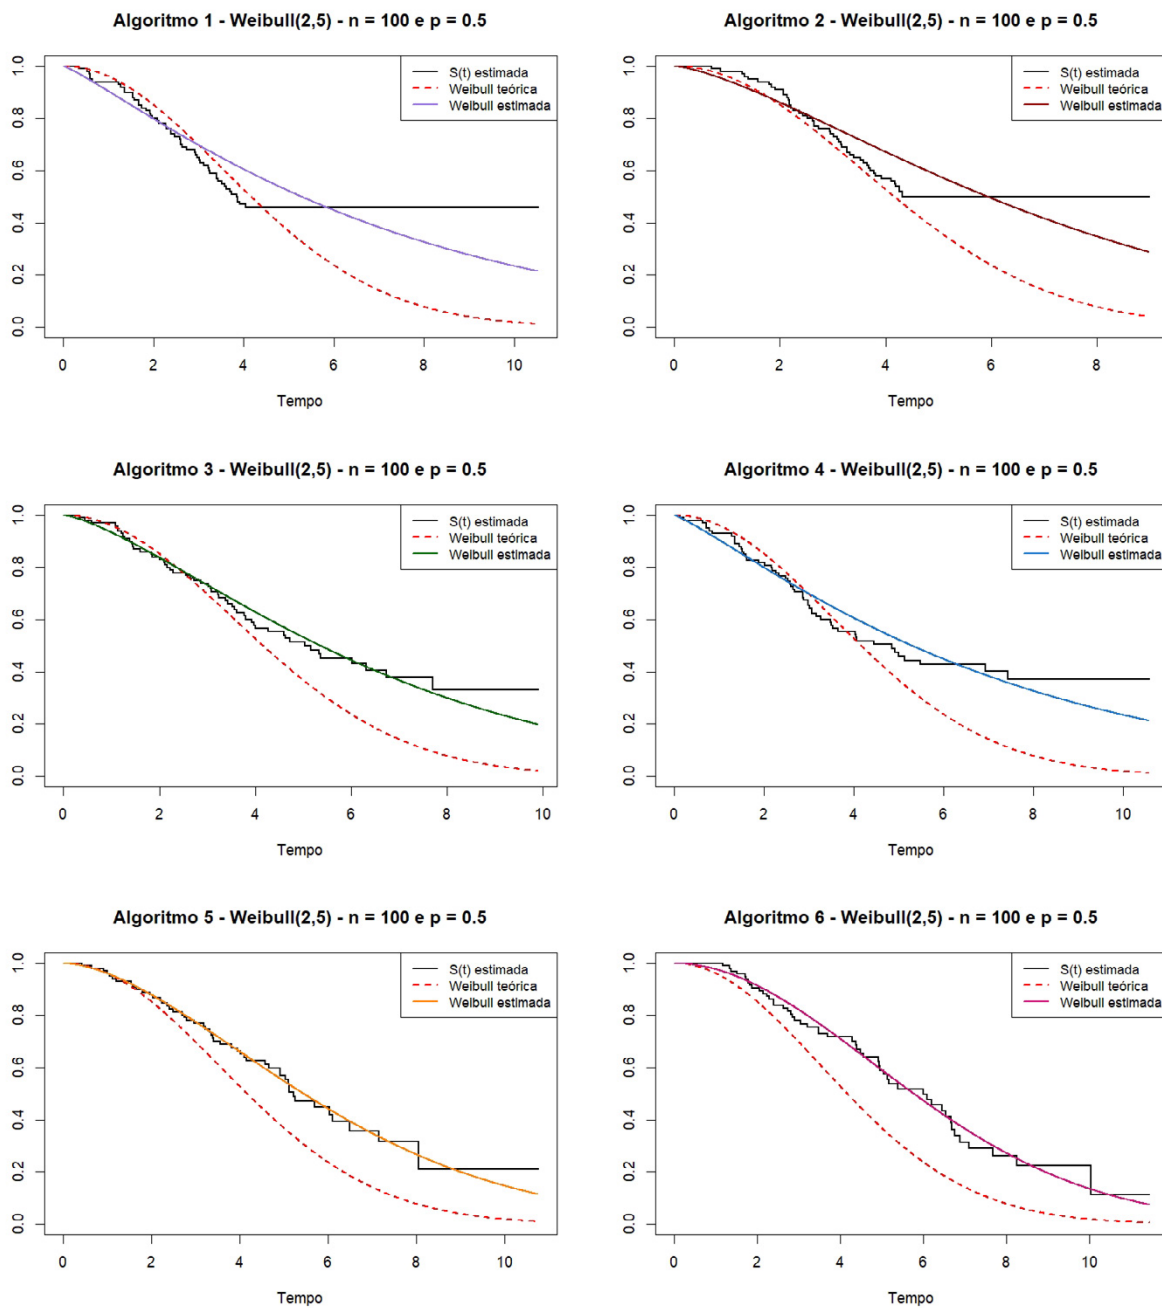 Algoritmo 1 - Weibull(2,5) - n = 100 e p = 0.5
1.0
0.8
0.6
0.4
0.2
0.0
S(t) estimada
Weibull teórica
Weibull estimada
0 2 4 6 8 10
Tempo
Algoritmo 2 - Weibull(2,5) - n = 100 e p = 0.5
1.0
0.8
0.6
0.4
0.2
0.0
S(t) estimada
Weibull teórica
Weibull estimada
0 2 4 6 8
Tempo
Algoritmo 3 - Weibull(2,5) - n = 100 e p = 0.5
1.0
0.8
0.6
0.4
0.2
0.0
S(t) estimada
Weibull teórica
Weibull estimada
0 2 4 6 8 10
Tempo
Algoritmo 4 - Weibull(2,5) - n = 100 e p = 0.5
1.0
0.8
0.6
0.4
0.2
0.0
S(t) estimada
Weibull teórica
Weibull estimada
0 2 4 6 8 10
Tempo
Algoritmo 5 - Weibull(2,5) - n = 100 e p = 0.5
1.0
0.8
0.6
0.4
0.2
0.0
S(t) estimada
Weibull teórica
Weibull estimada
0 2 4 6 8 10
Tempo
Algoritmo 6 - Weibull(2,5) - n = 100 e p = 0.5
1.0
0.8
0.6
0.4
0.2
0.0
S(t) estimada
Weibull teórica
Weibull estimada
0 2 4 6 8 10
Tempo